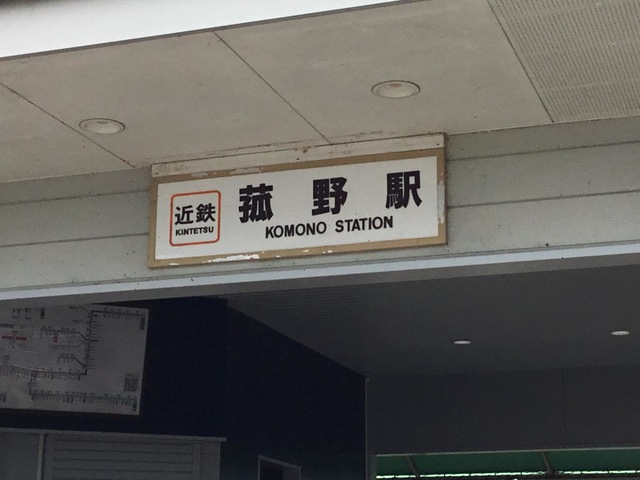 近鉄
KINTETSU
菰野駅
KOMONO STATION